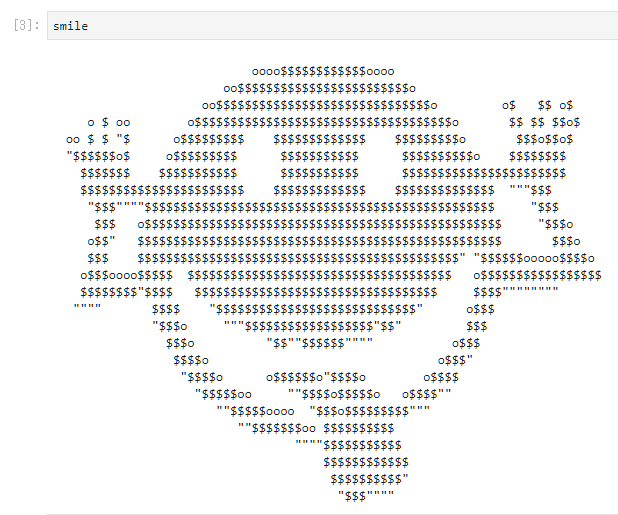 [3]: smile
                          oooo$$$$$$$$$$$$oooo
                      oo$$$$$$$$$$$$$$$$$$$$$$$$o
                   oo$$$$$$$$$$$$$$$$$$$$$$$$$$$$$$o         o$   $$ o$
   o $ oo        o$$$$$$$$$$$$$$$$$$$$$$$$$$$$$$$$$$$$o       $$ $$ $$o$
oo $ $ "$      o$$$$$$$$$    $$$$$$$$$$$$$    $$$$$$$$$o       $$$o$$o$
"$$$$$$o$     o$$$$$$$$$      $$$$$$$$$$$      $$$$$$$$$$o    $$$$$$$$
  $$$$$$$    $$$$$$$$$$$      $$$$$$$$$$$      $$$$$$$$$$$$$$$$$$$$$$$
  $$$$$$$$$$$$$$$$$$$$$$$    $$$$$$$$$$$$$    $$$$$$$$$$$$$$  """$$$
   "$$$""""$$$$$$$$$$$$$$$$$$$$$$$$$$$$$$$$$$$$$$$$$$$$$$$$     "$$$
    $$$   o$$$$$$$$$$$$$$$$$$$$$$$$$$$$$$$$$$$$$$$$$$$$$$$$$     "$$$o
   o$$"   $$$$$$$$$$$$$$$$$$$$$$$$$$$$$$$$$$$$$$$$$$$$$$$$$$$       $$$o
   $$$    $$$$$$$$$$$$$$$$$$$$$$$$$$$$$$$$$$$$$$$$$$$$$" "$$$$$$ooooo$$$$o
  o$$$oooo$$$$$  $$$$$$$$$$$$$$$$$$$$$$$$$$$$$$$$$$$$$   o$$$$$$$$$$$$$$$$$
  $$$$$$$$"$$$$   $$$$$$$$$$$$$$$$$$$$$$$$$$$$$$$$$$     $$$$""""""""
 """"       $$$$    "$$$$$$$$$$$$$$$$$$$$$$$$$$$$"      o$$$
            "$$$o     """$$$$$$$$$$$$$$$$$$"$$"         $$$
              $$$o          "$$""$$$$$$""""           o$$$
               $$$$o                                o$$$"
                "$$$$o      o$$$$$$o"$$$$o        o$$$$
                  "$$$$$oo     ""$$$$o$$$$$o   o$$$$""
                     ""$$$$$oooo  "$$$o$$$$$$$$$"""
                        ""$$$$$$$oo $$$$$$$$$$
                                """"$$$$$$$$$$$
                                    $$$$$$$$$$$$
                                     $$$$$$$$$$"
                                      "$$$""""